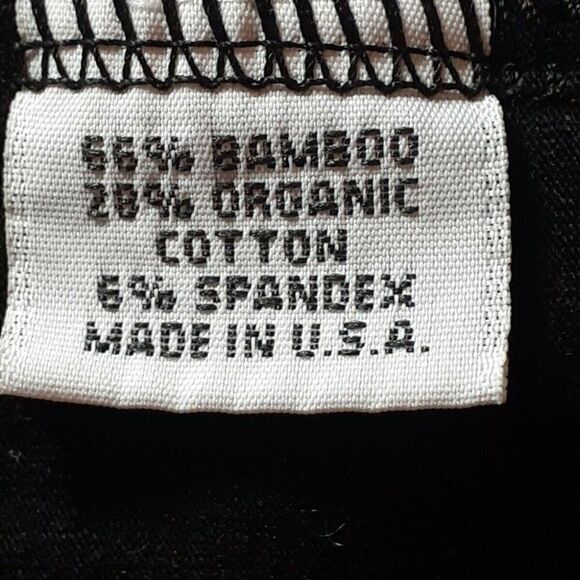 66% BAMBOO
28% ORGANIC
COTTON
6% SPANDEX
MADE IN U.S.A.